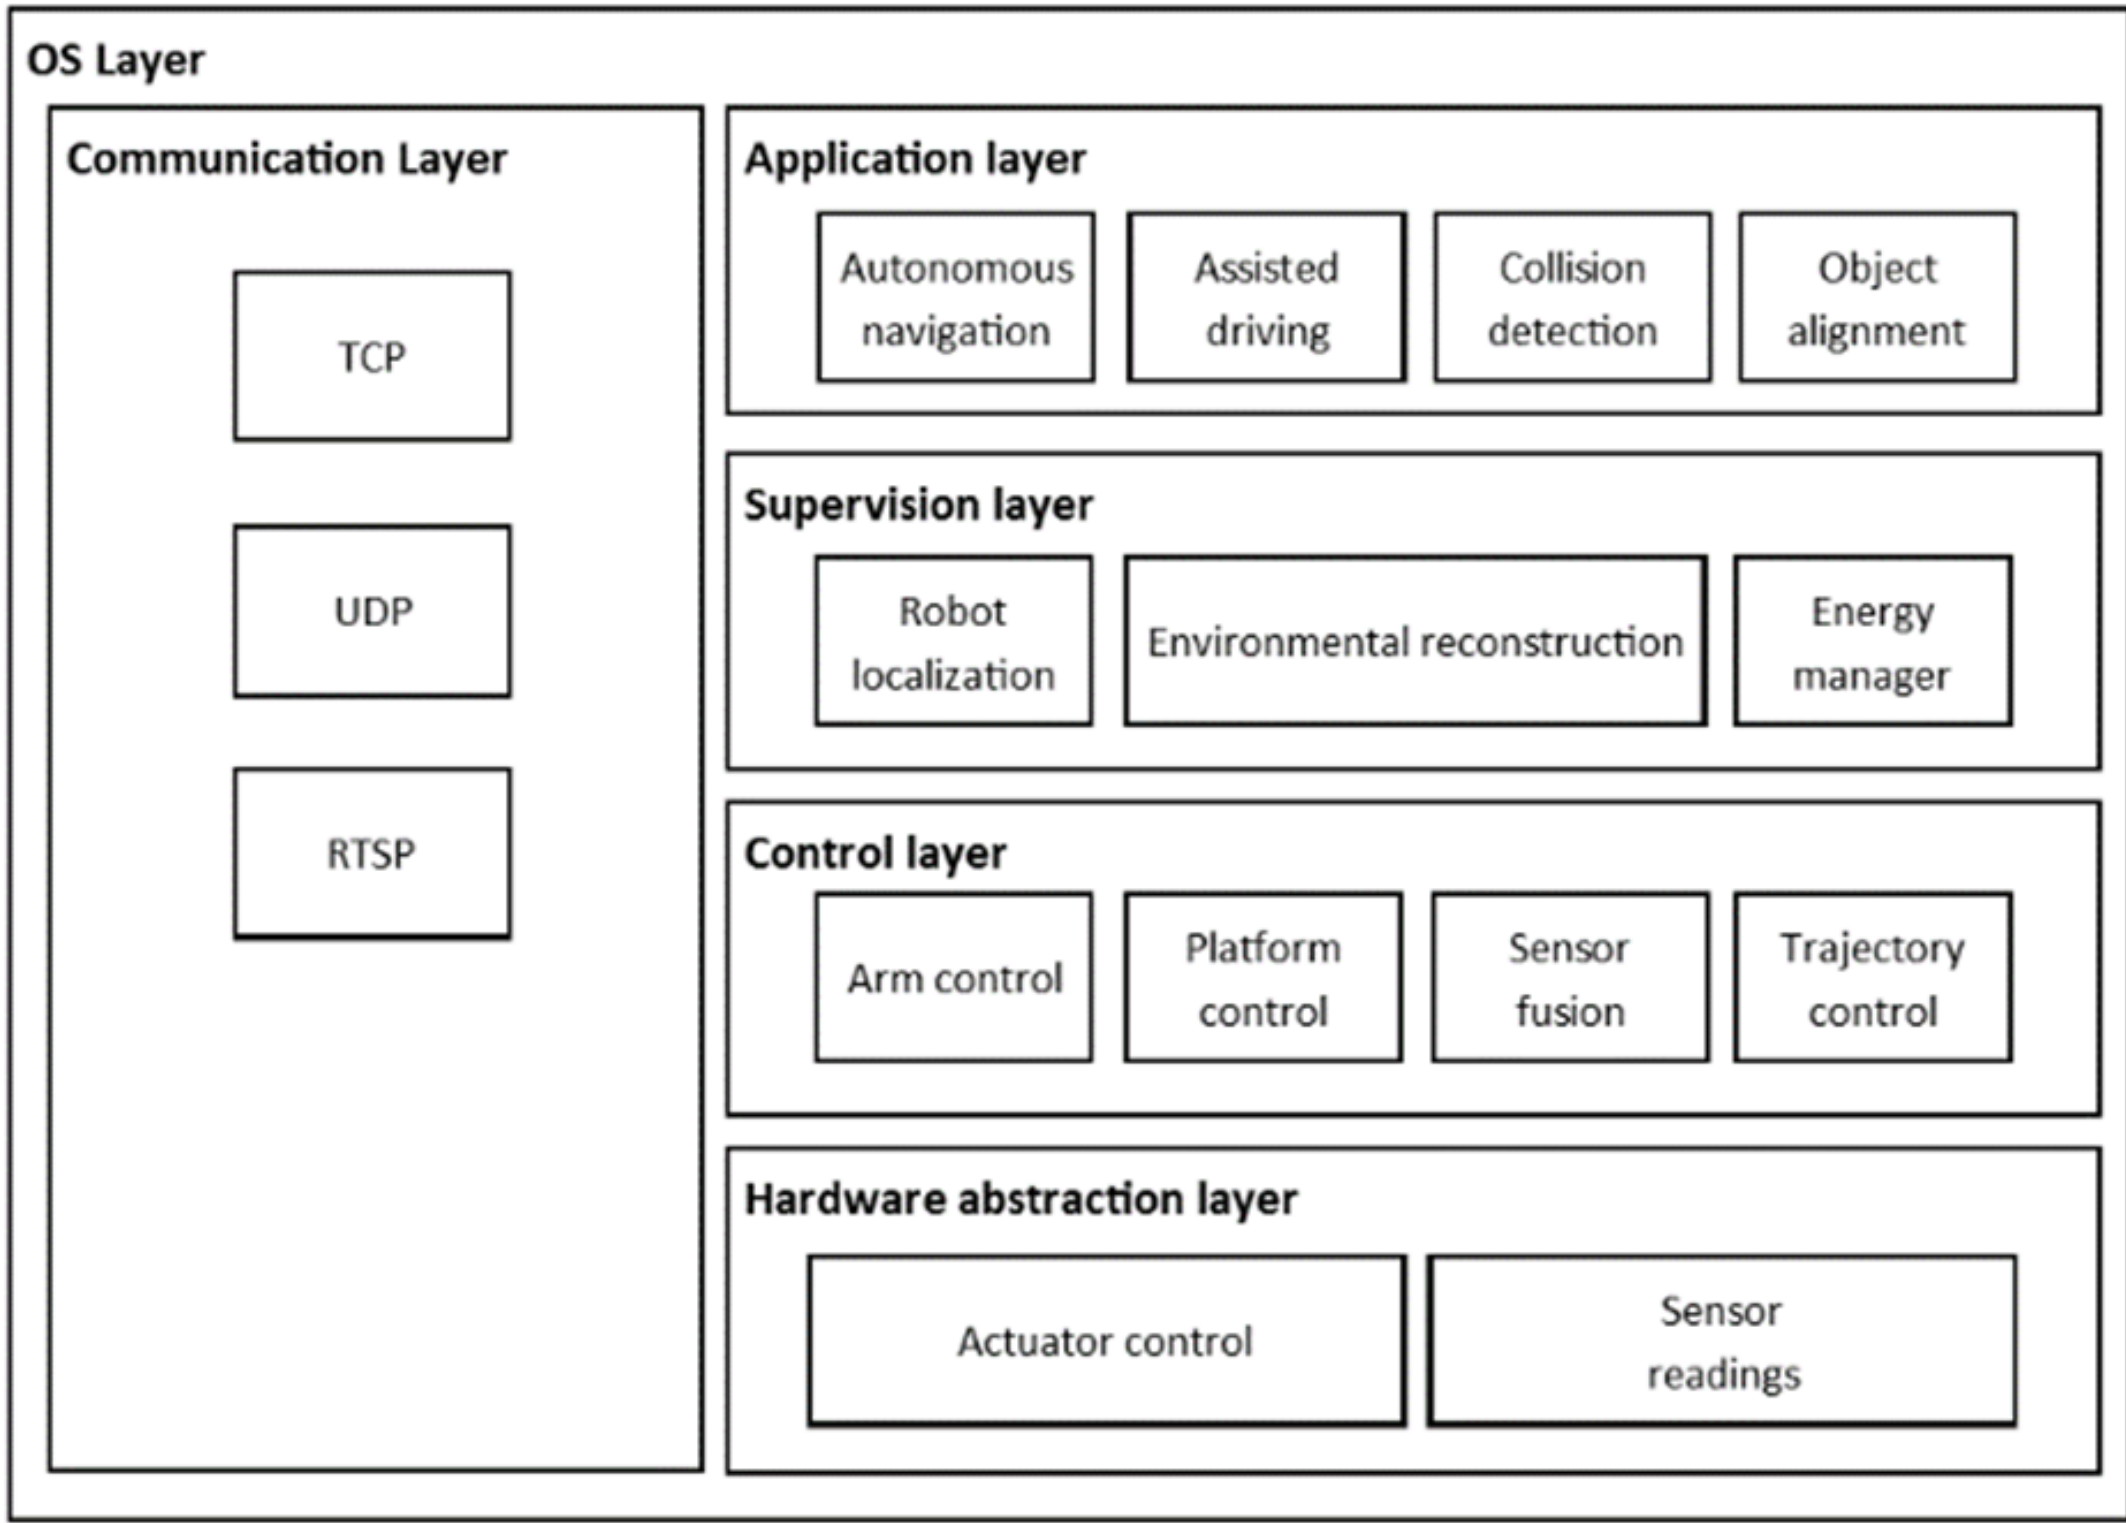 OS Layer
Communication Layer
TCP
UDP
RTSP
Application layer
Autonomous
navigation
Assisted
driving
Collision
detection
Object
alignment
Supervision layer
Robot
localization
Environmental reconstruction
Energy
manager
Control layer
Arm control
Platform
control
Sensor
fusion
Trajectory
control
Hardware abstraction layer
Actuator control
Sensor
readings